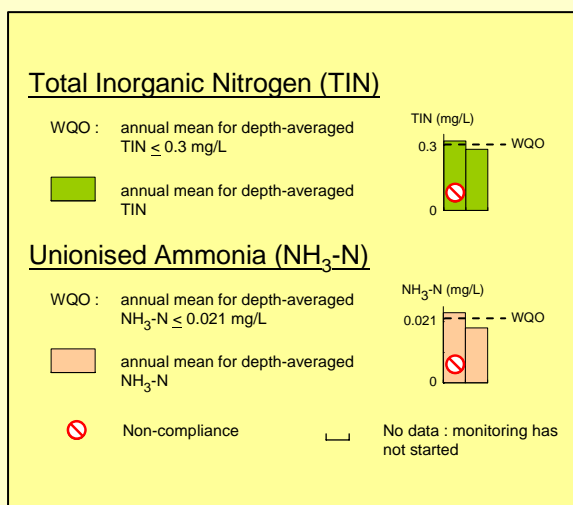 Total Inorganic Nitrogen (TIN)
WQO : annual mean for depth-averaged
TIN ≤ 0.3 mg/L
annual mean for depth-averaged
TIN
TIN (mg/L)
0.3
WQO
0
Unionised Ammonia (NH₃-N)
WQO : annual mean for depth-averaged
NH₃-N ≤ 0.021 mg/L
annual mean for depth-averaged
NH₃-N
NH₃-N (mg/L)
0.021
WQO
0
Non-compliance
No data : monitoring has
not started